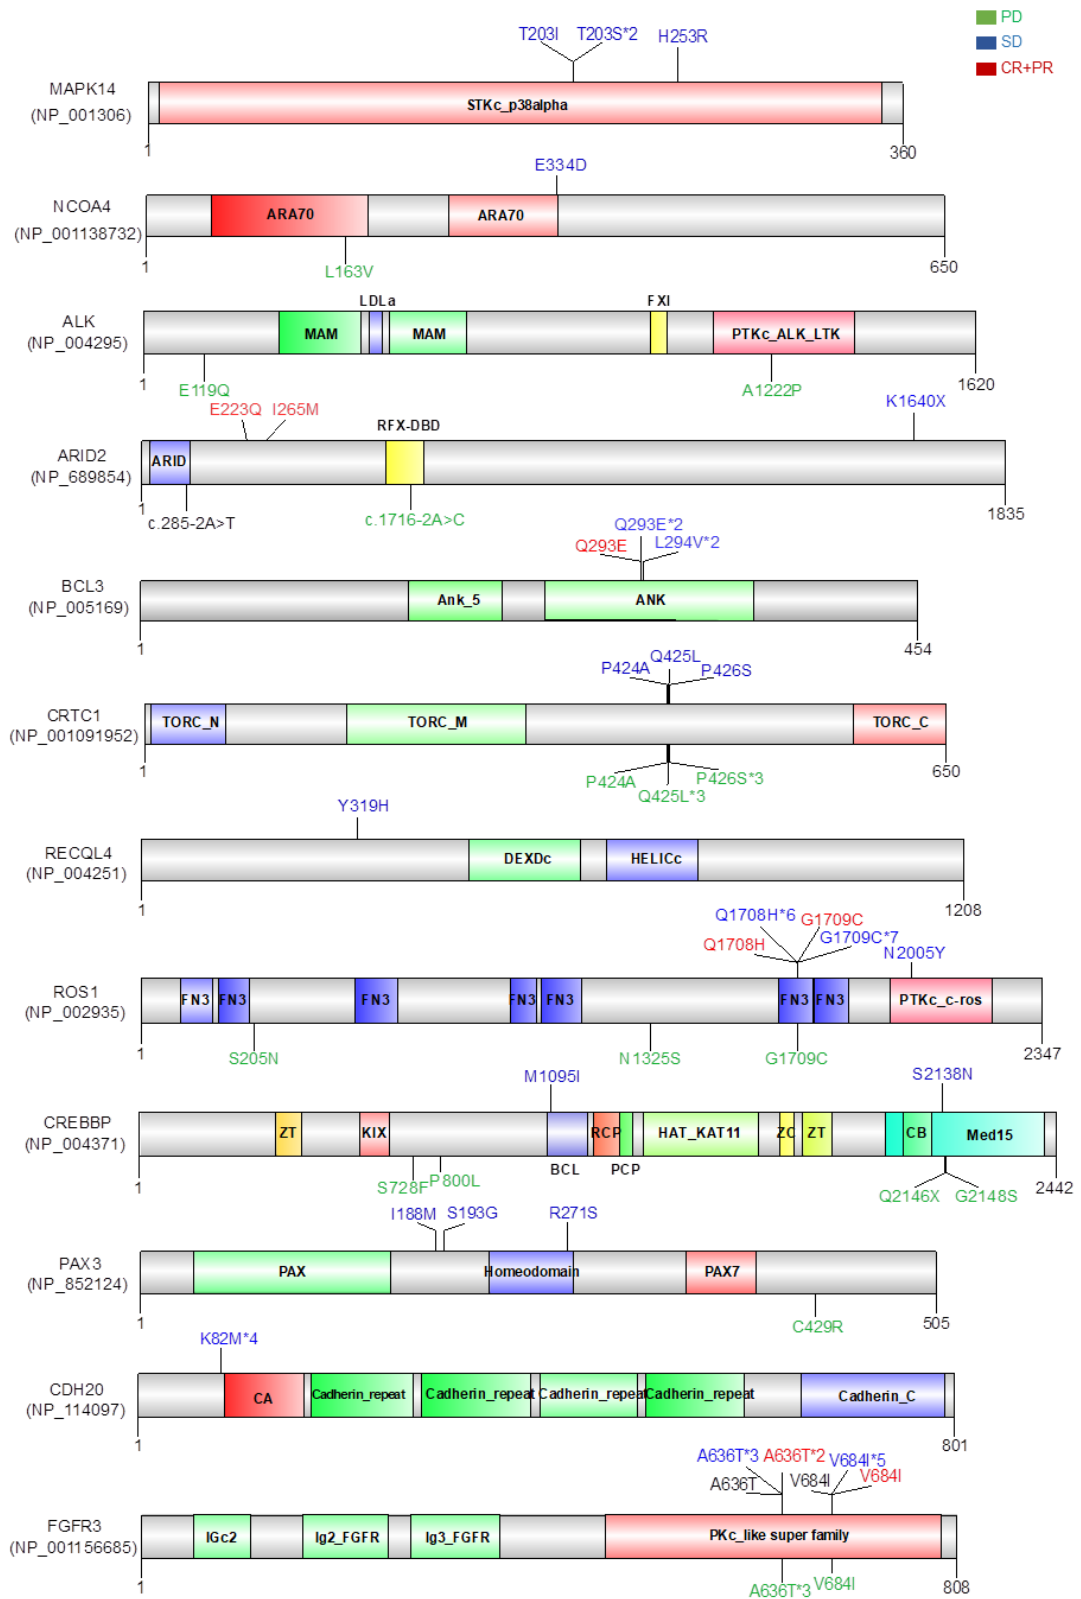 PD
SD
CR+PR
T203I T203S*2 H253R
MAPK14
(NP_001306)
STKc_p38alpha
1 360
E334D
NCOA4
(NP_001138732)
ARA70 ARA70
1 650
L163V
LDLa FXI
ALK
(NP_004295)
MAM MAM PTKc_ALK_LTK
1 1620
E119Q A1222P
E223Q I265M K1640X
RFX-DBD
ARID2
(NP_689854)
ARID
1 1835
c.285-2A>T c.1716-2A>C
Q293E*2
Q293E L294V*2
BCL3
(NP_005169)
Ank_5 ANK
1 454
Q425L
P424A P426S
CRTC1
(NP_001091952)
TORC_N TORC_M TORC_C
1 650
P424A P426S*3
Q425L*3
Y319H
RECQL4
(NP_004251)
DEXDc HELICc
1 1208
Q1708H*6 G1709C
Q1708H G1709C*7
N2005Y
ROS1
(NP_002935)
FN3 FN3 FN3 FN3 FN3 FN3 FN3 PTKc_c-ros
1 2347
S205N N1325S G1709C
M1095I S2138N
CREBBP
(NP_004371)
ZT KIX RCP HAT_KAT11 ZC ZT CB Med15
BCL PCP
1 2442
S728F P800L Q2146X G2148S
I188M S193G R271S
PAX3
(NP_852124)
PAX Homeodomain PAX7
1 505
C429R
K82M*4
CDH20
(NP_114097)
CA Cadherin_repeat Cadherin_repeat Cadherin_repeat Cadherin_repeat Cadherin_C
1 801
A636T*3 A636T*2 V684I*5
A636T V684I V684I
FGFR3
(NP_001156685)
IGc2 Ig2_FGFR Ig3_FGFR PKc_like super family
1 808
A636T*3 V684I